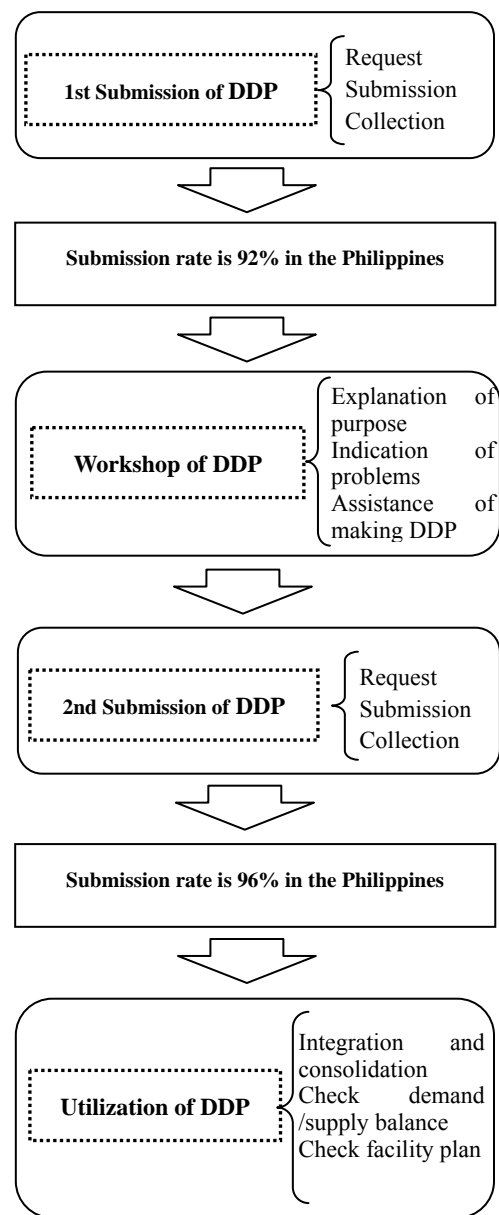 1st Submission of DDP
Request
Submission
Collection
Submission rate is 92% in the Philippines
Workshop of DDP
Explanation of
purpose
Indication of
problems
Assistance of
making DDP
2nd Submission of DDP
Request
Submission
Collection
Submission rate is 96% in the Philippines
Utilization of DDP
Integration and
consolidation
Check demand
/supply balance
Check facility plan